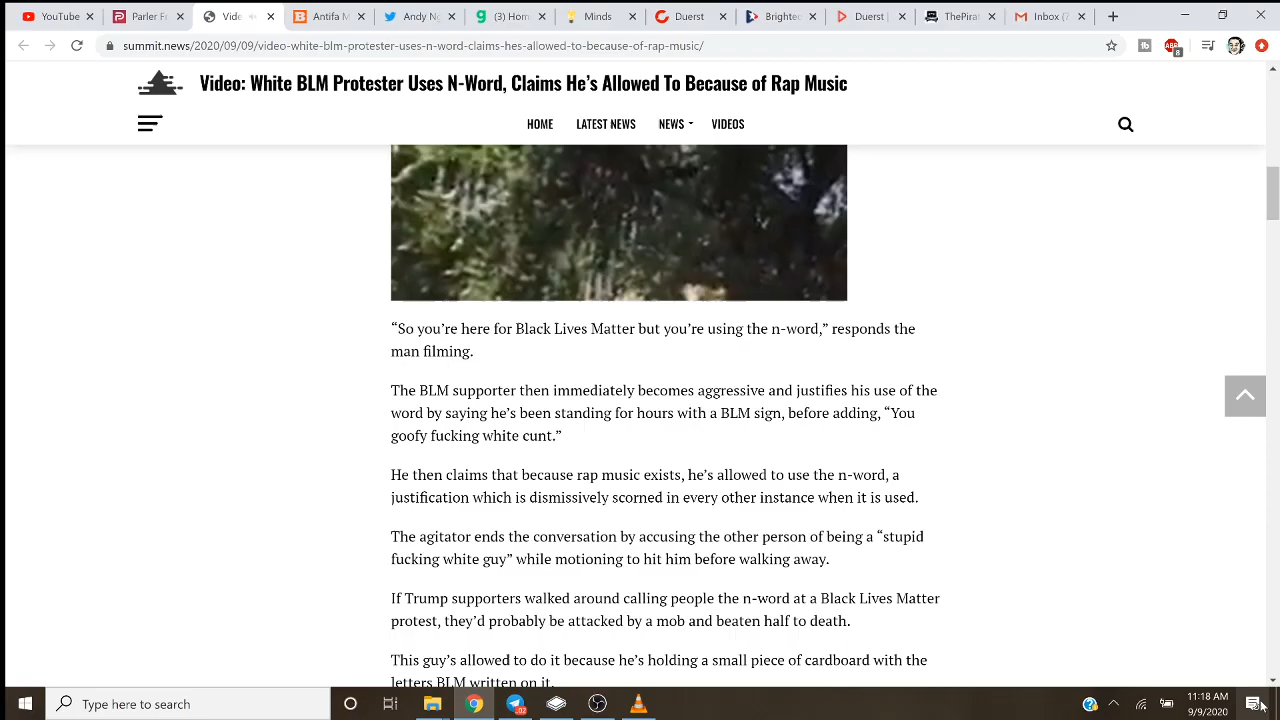 YouTube
Parler Fr
Vide
Antifa M
Andy Ng
(3) Hom
Minds
Duerst
Brighted
Duerst |
ThePirat
Inbox (7,
summit.news/2020/09/09/video-white-blm-protester-uses-n-word-claims-hes-allowed-to-because-of-rap-music/
8
Video: White BLM Protester Uses N-Word, Claims He’s Allowed To Because of Rap Music
HOME LATEST NEWS NEWS VIDEOS
“So you’re here for Black Lives Matter but you’re using the n-word,” responds the
man filming.
The BLM supporter then immediately becomes aggressive and justifies his use of the
word by saying he’s been standing for hours with a BLM sign, before adding, “You
goofy fucking white cunt.”
He then claims that because rap music exists, he’s allowed to use the n-word, a
justification which is dismissively scorned in every other instance when it is used.
The agitator ends the conversation by accusing the other person of being a “stupid
fucking white guy” while motioning to hit him before walking away.
If Trump supporters walked around calling people the n-word at a Black Lives Matter
protest, they’d probably be attacked by a mob and beaten half to death.
This guy’s allowed to do it because he’s holding a small piece of cardboard with the
letters BLM written on it.
Type here to search
11:18 AM
9/9/2020